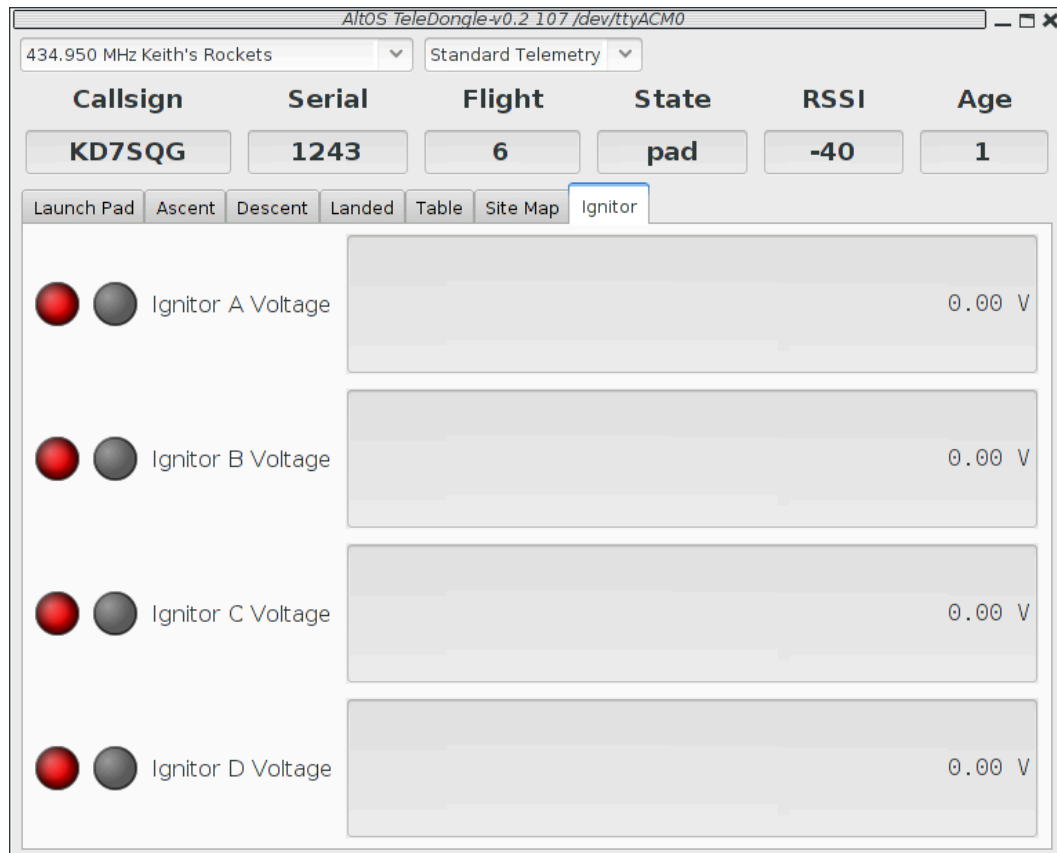 AltOS TeleDongle-v0.2 107 /dev/ttyACM0
434.950 MHz Keith's Rockets Standard Telemetry
Callsign Serial Flight State RSSI Age
KD7SQG 1243 6 pad -40 1
Launch Pad Ascent Descent Landed Table Site Map Ignitor
Ignitor A Voltage 0.00 V
Ignitor B Voltage 0.00 V
Ignitor C Voltage 0.00 V
Ignitor D Voltage 0.00 V